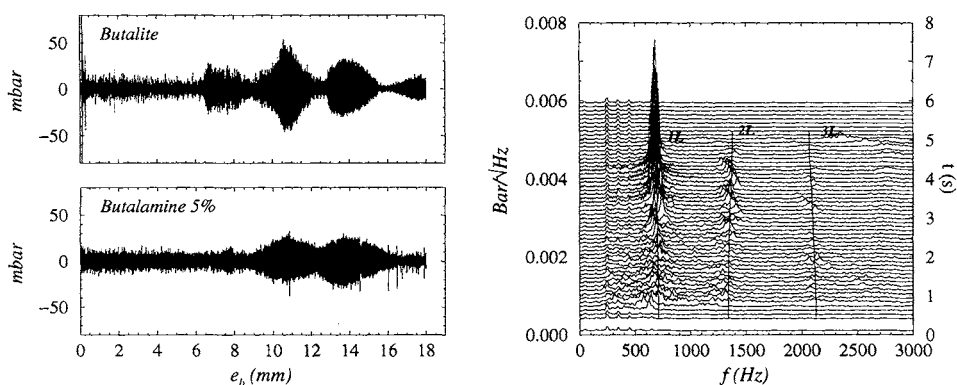 Butalite
mbar
50
0
−50
Butalamine 5%
mbar
50
0
−50
0 2 4 6 8 10 12 14 16 18
e_b (mm)
Bar/√Hz
0.008
0.006
0.004
0.002
0.000
1L
2L
3L
8
7
6
5
4
3
2
1
0
t (s)
0 500 1000 1500 2000 2500 3000
f (Hz)